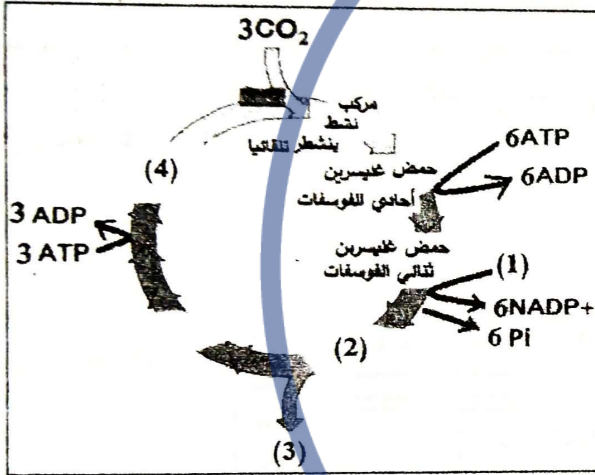 3CO₂
مركب
نشط
ينشطر تلقائيا
(4)
6ATP
حمض غليسرين
أحادي الفوسفات
6ADP
3 ADP
3 ATP
حمض غليسرين
ثنائي الفوسفات
(1)
6NADP+
6 Pi
(2)
(3)